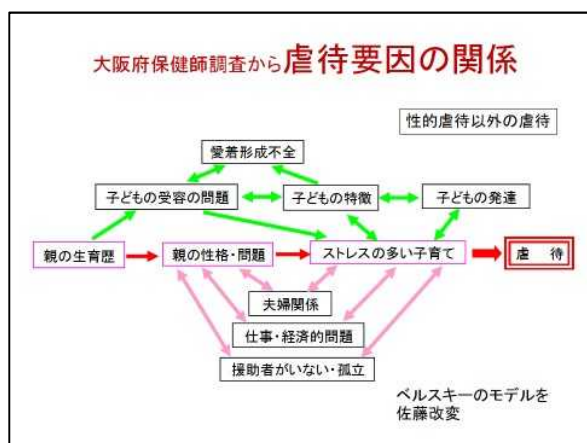 大阪府保健師調査から虐待要因の関係
性的虐待以外の虐待
愛着形成不全
子どもの受容の問題
子どもの特徴
子どもの発達
親の生育歴
親の性格・問題
ストレスの多い子育て
虐 待
夫婦関係
仕事・経済的問題
援助者がいない・孤立
ベルスキーのモデルを
佐藤改変